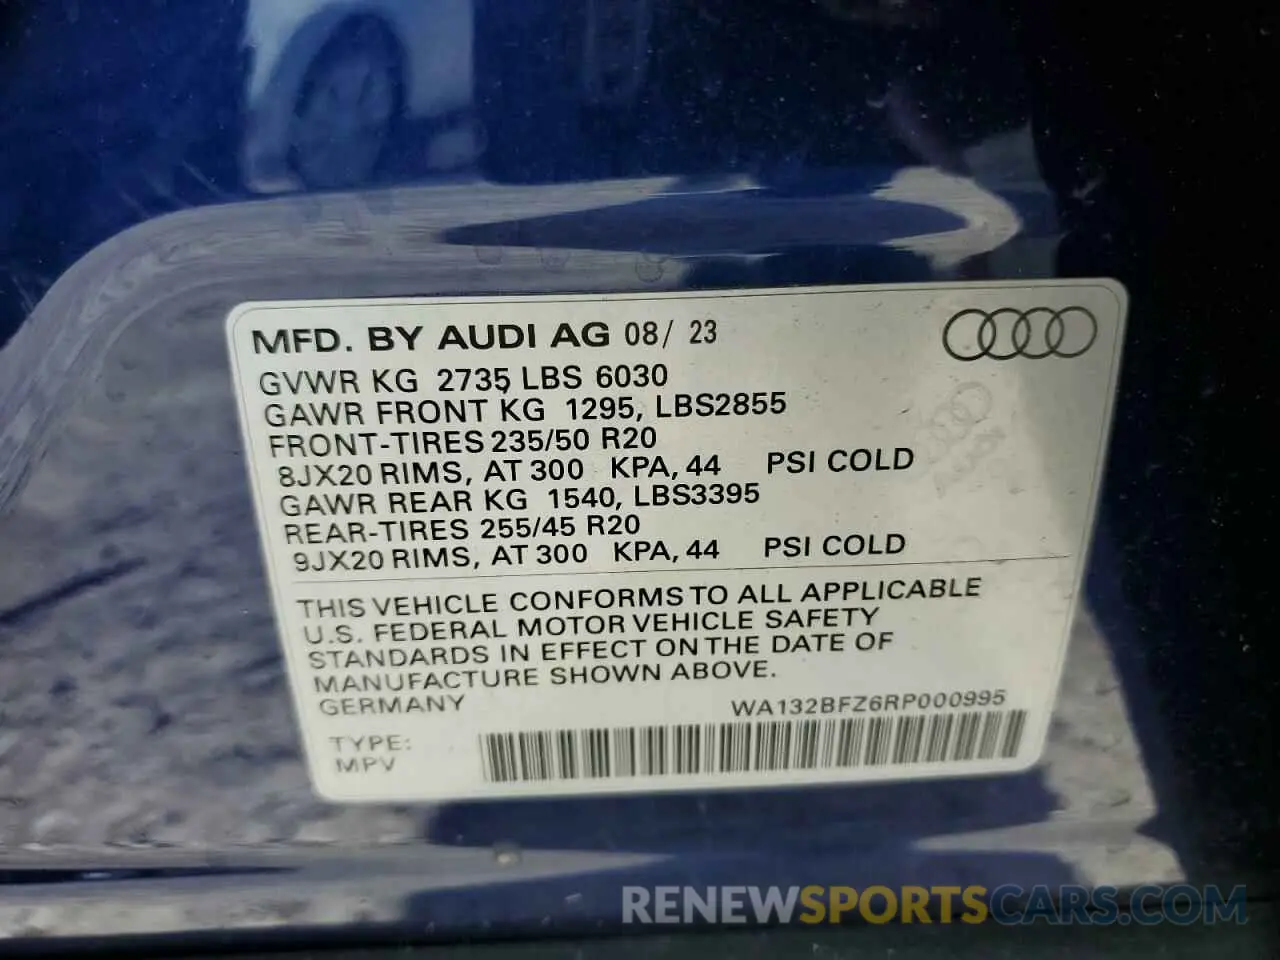 MFD. BY AUDI AG 08/ 23
GVWR KG 2735 LBS 6030
GAWR FRONT KG 1295, LBS2855
FRONT-TIRES 235/50 R20
8JX20 RIMS, AT 300 KPA, 44 PSI COLD
GAWR REAR KG 1540, LBS3395
REAR-TIRES 255/45 R20
9JX20 RIMS, AT 300 KPA, 44 PSI COLD
THIS VEHICLE CONFORMS TO ALL APPLICABLE
U.S. FEDERAL MOTOR VEHICLE SAFETY
STANDARDS IN EFFECT ON THE DATE OF
MANUFACTURE SHOWN ABOVE.
GERMANY
WA132BFZ6RP000995
TYPE:
MPV
RENEWSPORTSCARS.COM